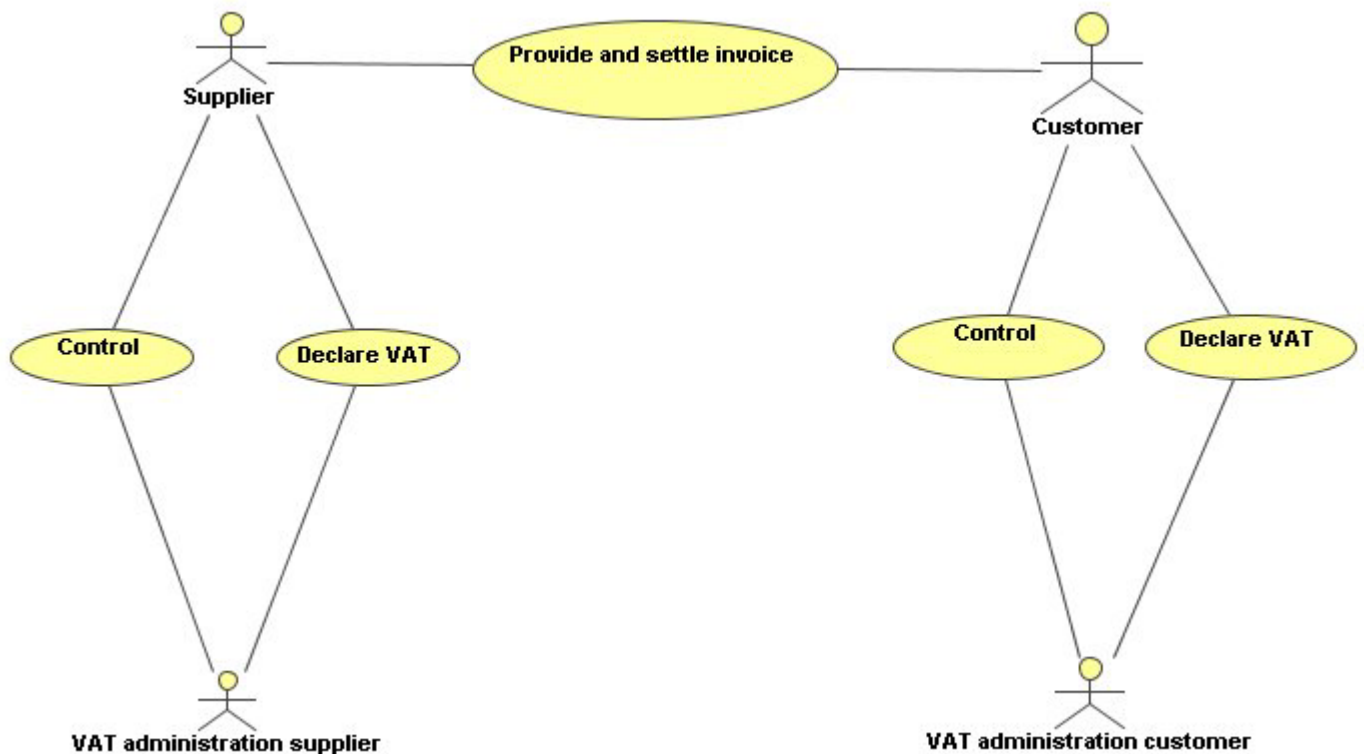 Provide and settle invoice
Supplier
Customer
Control
Declare VAT
Control
Declare VAT
VAT administration supplier
VAT administration customer